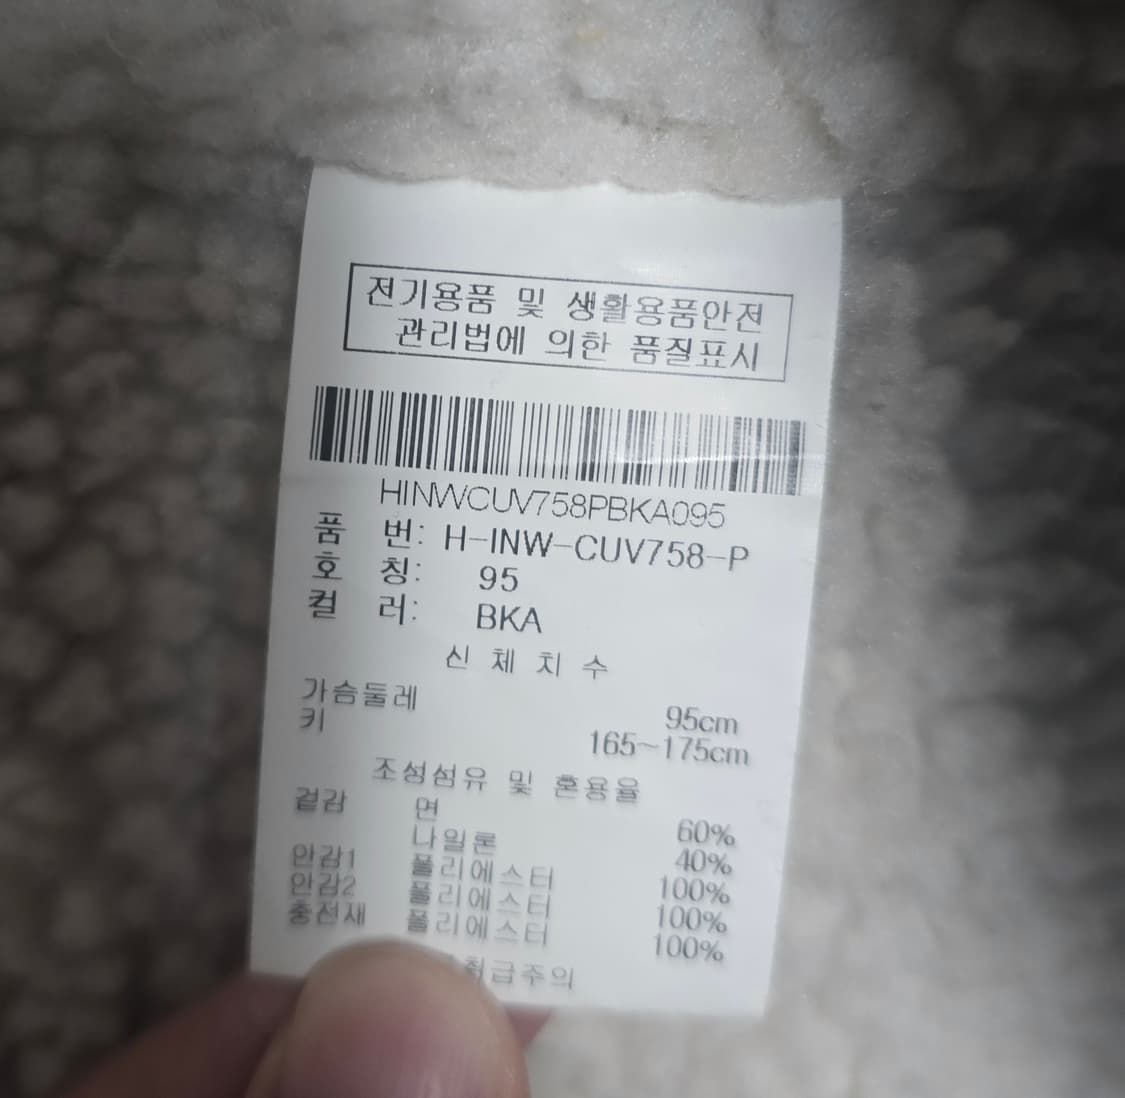 전기용품 및 생활용품안전
관리법에 의한 품질표시
HINWCUV758PBKA095
품 번: H-INW-CUV758-P
호 칭: 95
컬 러: BKA
신 체 치 수
가슴둘레 95cm
키 165~175cm
조성섬유 및 혼용율
겉감 면 60%
나일론 40%
안감1 폴리에스터 100%
안감2 폴리에스터 100%
충전재 폴리에스터 100%
취급주의